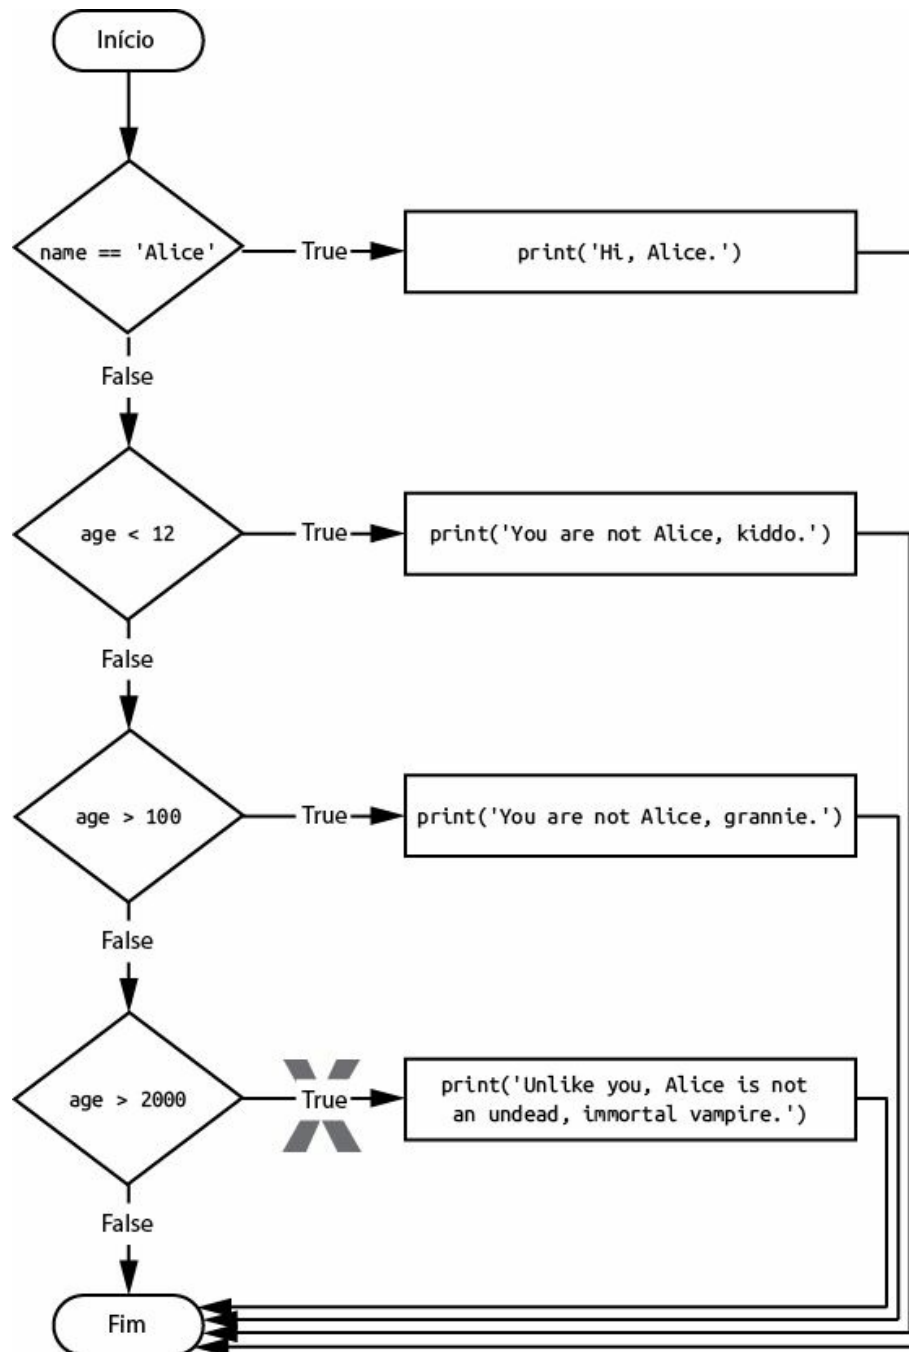 Início
name == 'Alice'
True
print('Hi, Alice.')
False
age < 12
True
print('You are not Alice, kiddo.')
False
age > 100
True
print('You are not Alice, grannie.')
False
age > 2000
True
print('Unlike you, Alice is not
an undead, immortal vampire.')
False
Fim